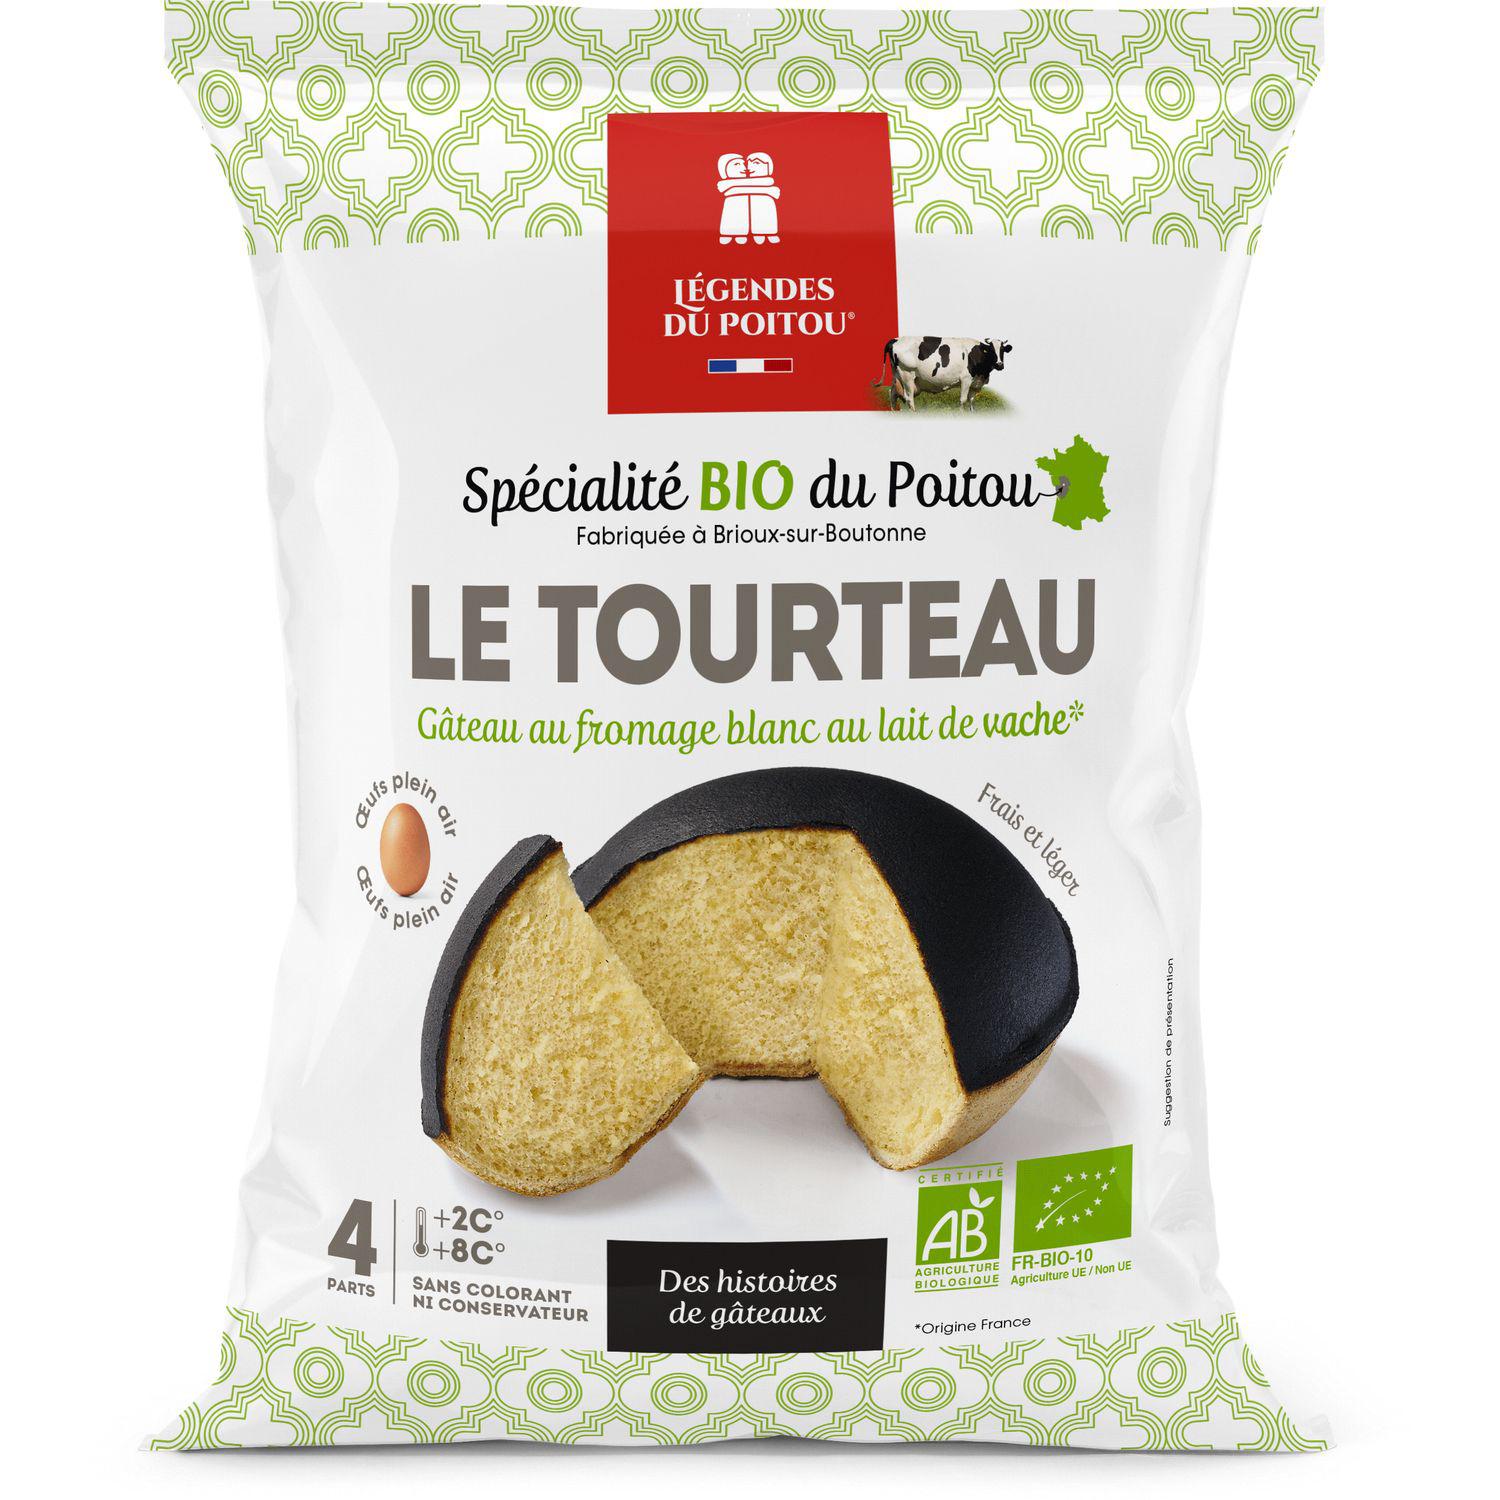 LÉGENDES
DU POITOU®
Spécialité BIO du Poitou
Fabriquée à Brioux-sur-Boutonne
LE TOURTEAU
Gâteau au fromage blanc au lait de vache*
Œufs plein air
Œufs plein air
Frais et léger
Suggestion de présentation
4
PARTS
+2C°
+8C°
SANS COLORANT
NI CONSERVATEUR
Des histoires
de gâteaux
CERTIFIÉ
AB
AGRICULTURE
BIOLOGIQUE
FR-BIO-10
Agriculture UE / Non UE
*Origine France